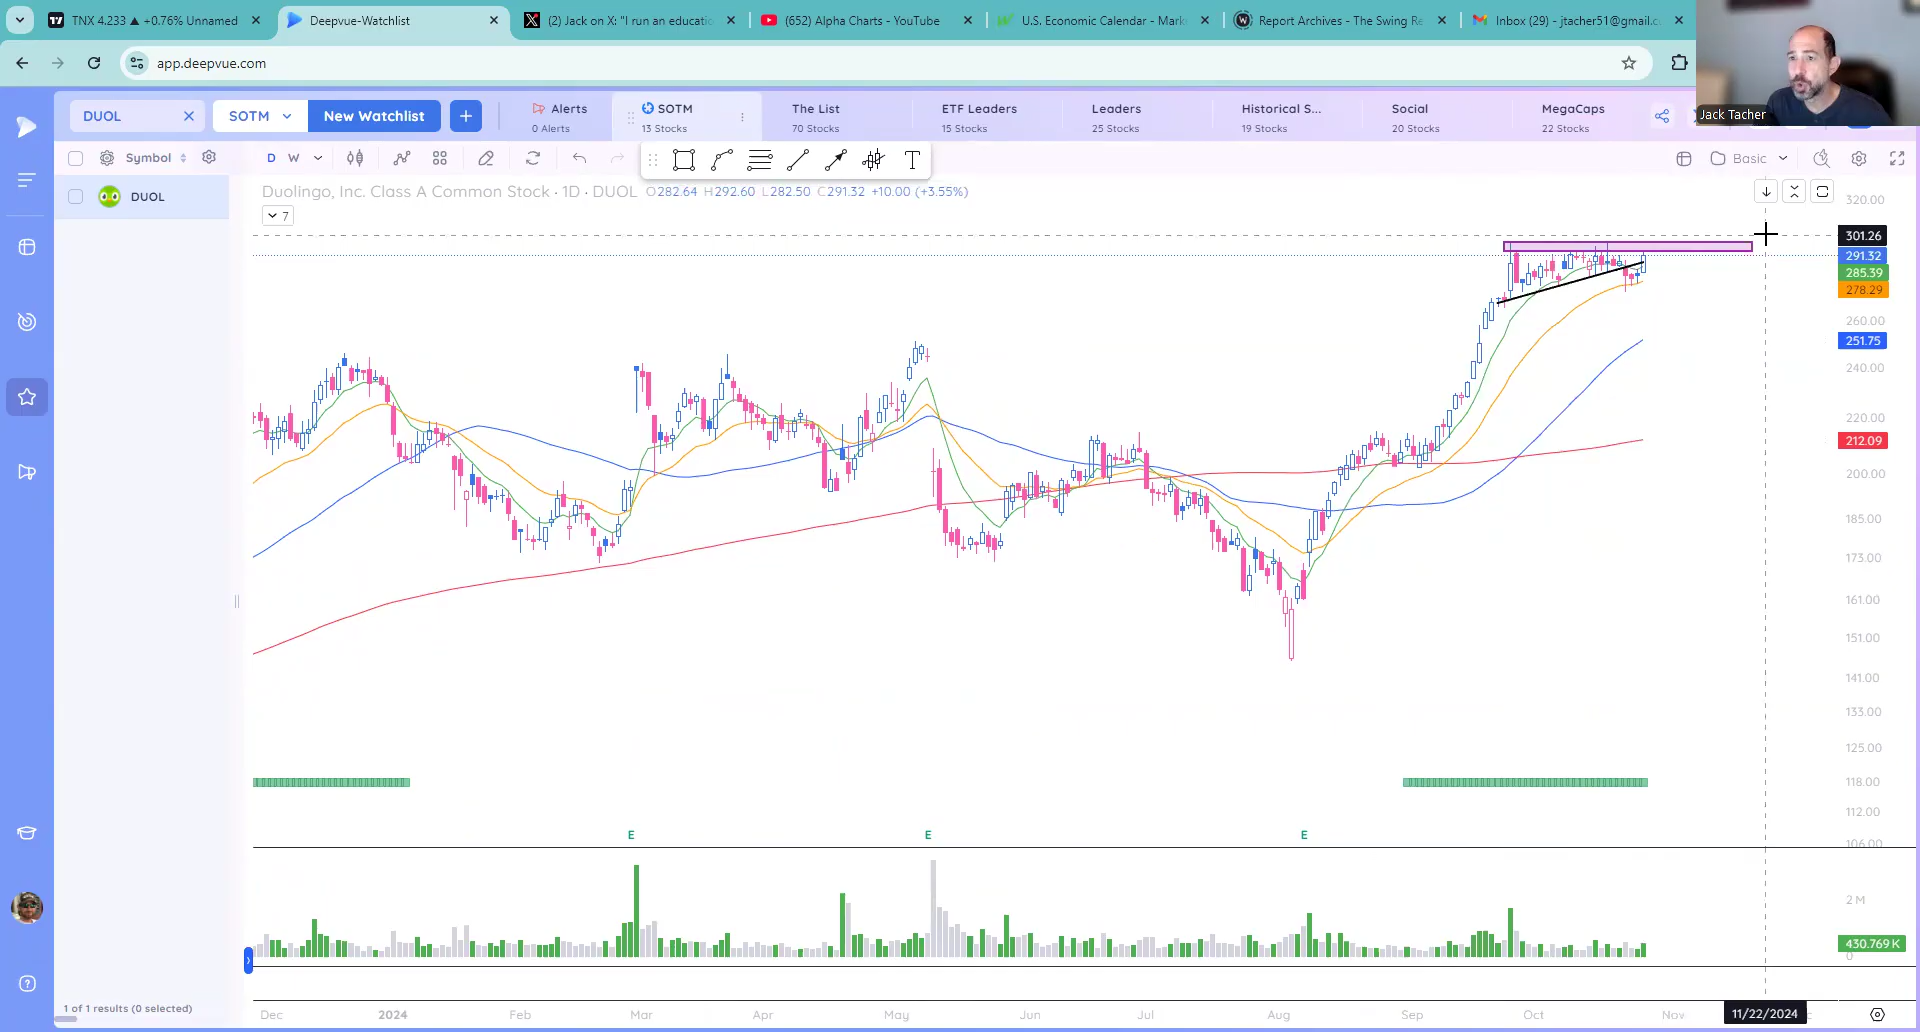 TNX 4.233 ▲ +0.76% Unnamed
Deepvue-Watchlist
(2) Jack on X: "I run an educatio
(652) Alpha Charts - YouTube
U.S. Economic Calendar - Mark
Report Archives - The Swing Re
Inbox (29) - jtacher51@gmail.c
app.deepvue.com
Jack Tacher
DUOL
SOTM
New Watchlist
Alerts
0 Alerts
SOTM
13 Stocks
The List
70 Stocks
ETF Leaders
15 Stocks
Leaders
25 Stocks
Historical S...
19 Stocks
Social
20 Stocks
MegaCaps
22 Stocks
Symbol
D W
T
Basic
DUOL
Duolingo, Inc. Class A Common Stock · 1D · DUOL O282.64 H292.60 L282.50 C291.32 +10.00 (+3.55%)
7
320.00
301.26
291.32
285.39
278.29
260.00
251.75
240.00
220.00
212.09
200.00
185.00
173.00
161.00
151.00
141.00
133.00
125.00
118.00
112.00
106.00
E E E
2 M
430.769 K
0
1 of 1 results (0 selected)
Dec 2024 Feb Mar Apr May Jun Jul Aug Sep Oct Nov 11/22/2024